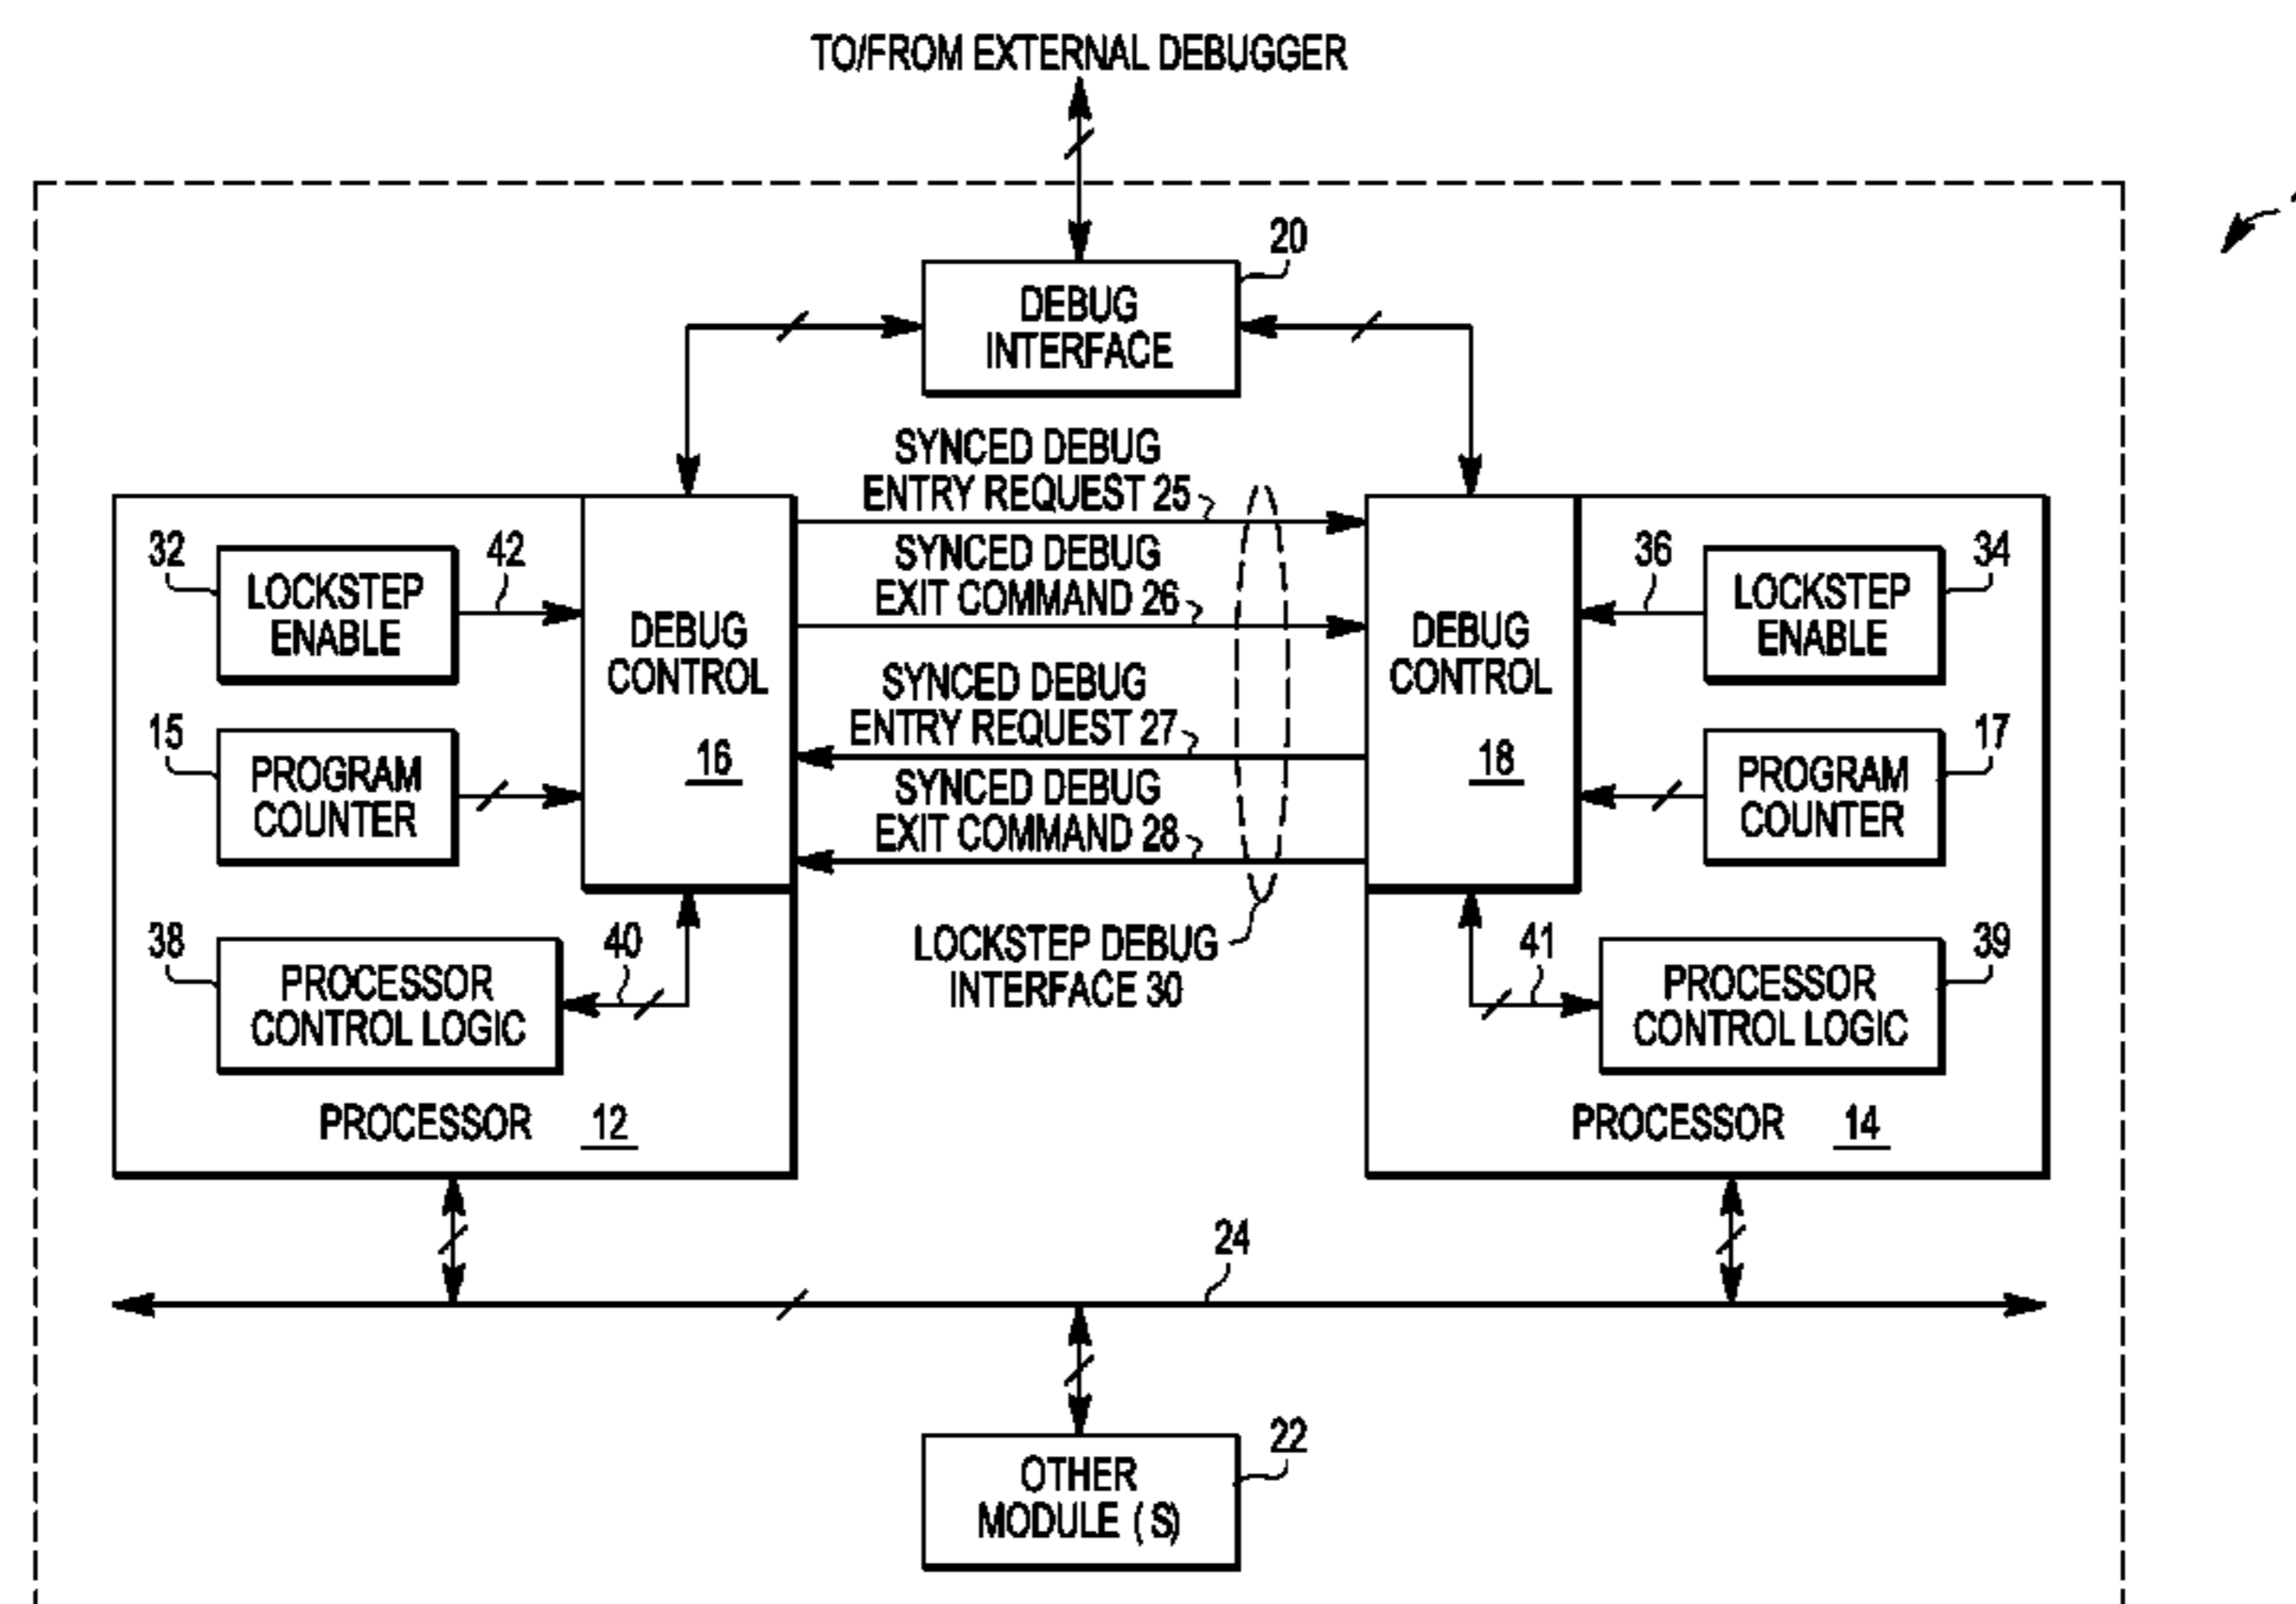 TO/FROM EXTERNAL DEBUGGER
20
DEBUG
INTERFACE
SYNCED DEBUG
ENTRY REQUEST 25
SYNCED DEBUG
EXIT COMMAND 26
SYNCED DEBUG
ENTRY REQUEST 27
SYNCED DEBUG
EXIT COMMAND 28
LOCKSTEP DEBUG
INTERFACE 30
32
LOCKSTEP
ENABLE
42
15
PROGRAM
COUNTER
DEBUG
CONTROL
16
38
PROCESSOR
CONTROL LOGIC
40
PROCESSOR 12
DEBUG
CONTROL
18
36
34
LOCKSTEP
ENABLE
17
PROGRAM
COUNTER
41
39
PROCESSOR
CONTROL LOGIC
PROCESSOR 14
24
22
OTHER
MODULE (S)